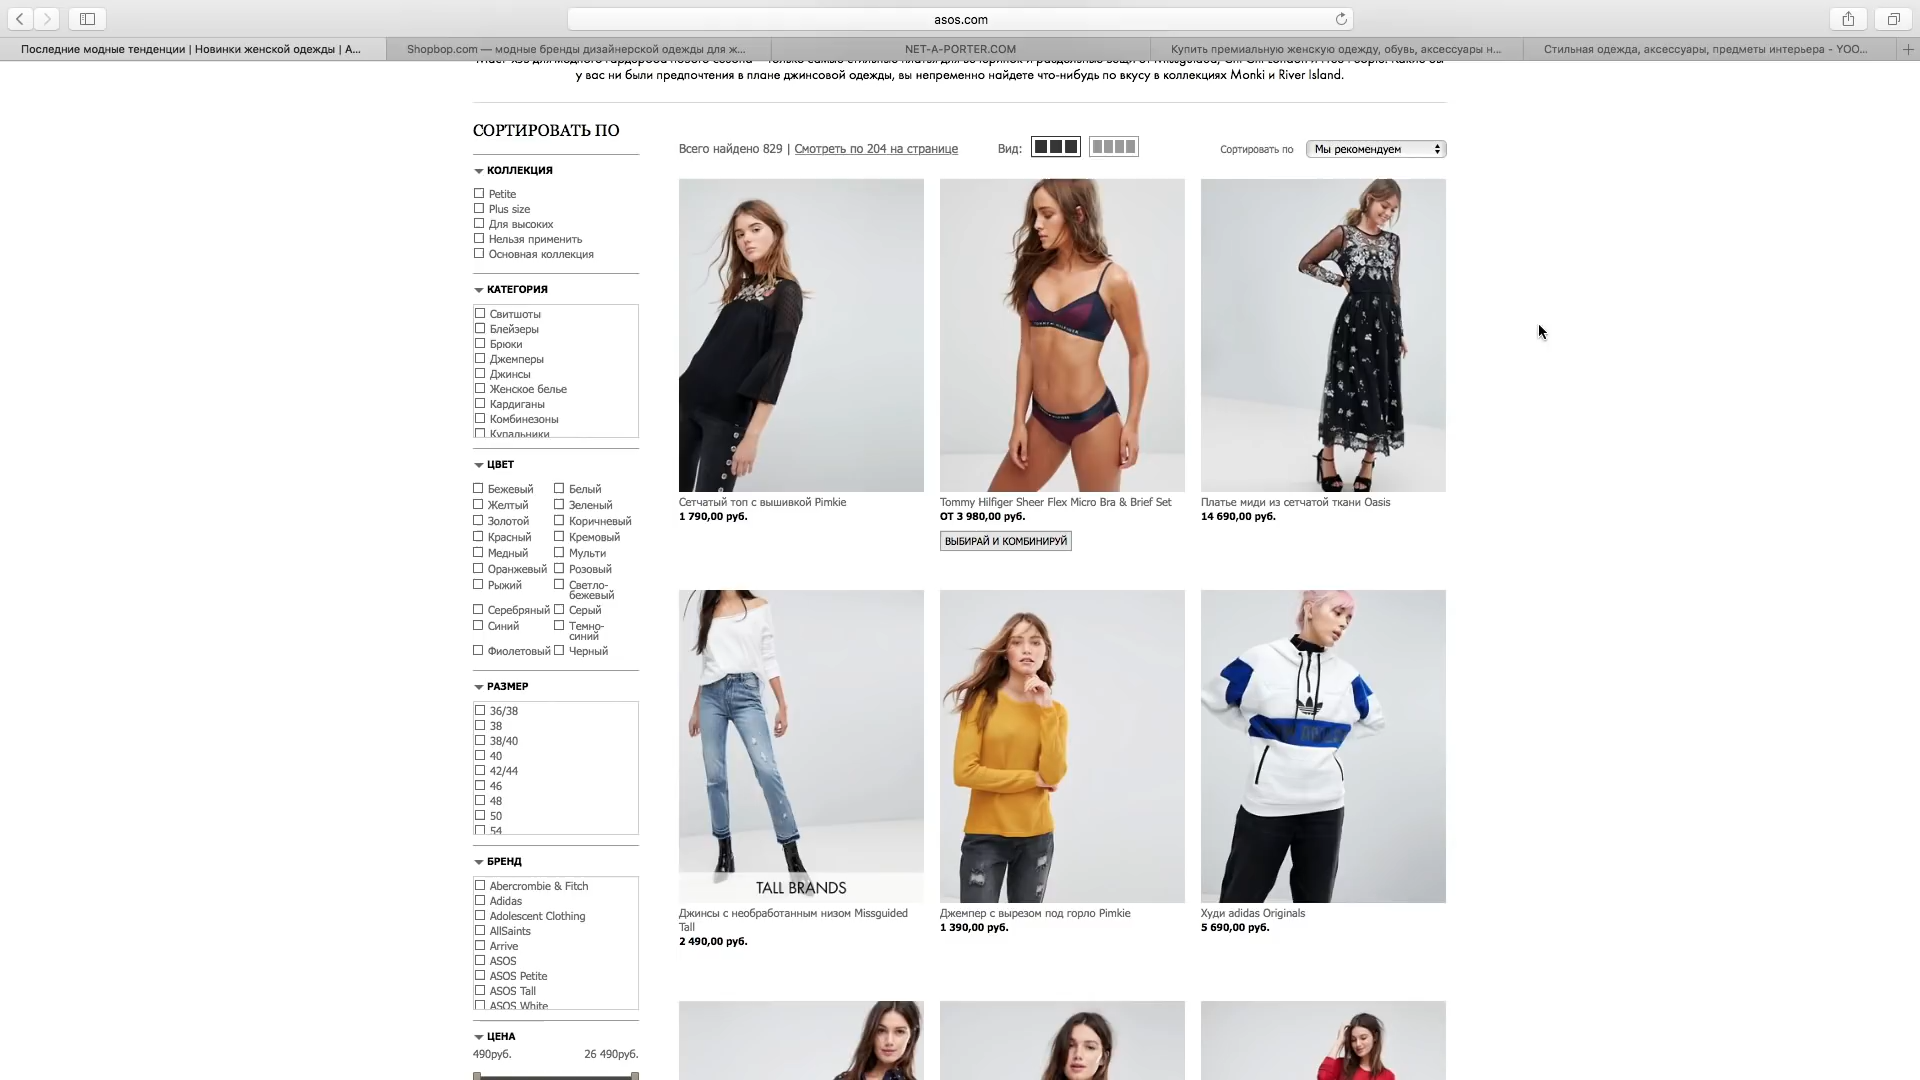 asos.com
Последние модные тенденции | Новинки женской одежды | A...
Shopbop.com — модные бренды дизайнерской одежды для ж...
NET-A-PORTER.COM
Купить премиальную женскую одежду, обувь, аксессуары н...
Стильная одежда, аксессуары, предметы интерьера - YOO...
у вас ни были предпочтения в плане джинсовой одежды, вы непременно найдете что-нибудь по вкусу в коллекциях Monki и River Island.
СОРТИРОВАТЬ ПО
КОЛЛЕКЦИЯ
Petite
Plus size
Для высоких
Нельзя применить
Основная коллекция
КАТЕГОРИЯ
Свитшоты
Блейзеры
Брюки
Джемперы
Джинсы
Женское белье
Кардиганы
Комбинезоны
Купальники
ЦВЕТ
Бежевый Белый
Желтый Зеленый
Золотой Коричневый
Красный Кремовый
Медный Мульти
Оранжевый Розовый
Рыжий Светло-
бежевый
Серебряный Серый
Синий Темно-
синий
Фиолетовый Черный
РАЗМЕР
36/38
38
38/40
40
42/44
46
48
50
54
БРЕНД
Abercrombie & Fitch
Adidas
Adolescent Clothing
AllSaints
Arrive
ASOS
ASOS Petite
ASOS Tall
ASOS White
ЦЕНА
490руб. 26 490руб.
Всего найдено 829 | Смотреть по 204 на странице
Вид:
Сортировать по Мы рекомендуем
Сетчатый топ с вышивкой Pimkie
1 790,00 руб.
Tommy Hilfiger Sheer Flex Micro Bra & Brief Set
ОТ 3 980,00 руб.
ВЫБИРАЙ И КОМБИНИРУЙ
Платье миди из сетчатой ткани Oasis
14 690,00 руб.
TALL BRANDS
Джинсы с необработанным низом Missguided
Tall
2 490,00 руб.
Джемпер с вырезом под горло Pimkie
1 390,00 руб.
Худи adidas Originals
5 690,00 руб.